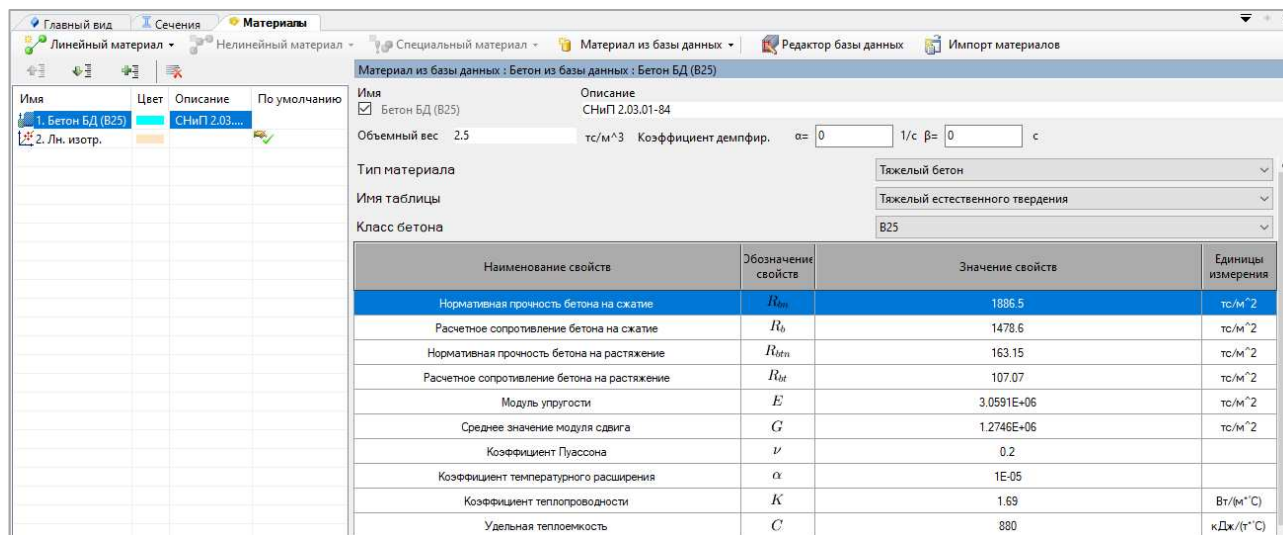 Главный вид Сечения Материалы
Линейный материал Нелинейный материал Специальный материал Материал из базы данных Редактор базы данных Импорт материалов
Материал из базы данных : Бетон из базы данных : Бетон БД (B25)
Имя Цвет Описание По умолчанию
1. Бетон БД (B25) СНиП 2.03....
2. Лн. изотр.
Имя Описание
Бетон БД (B25) СНиП 2.03.01-84
Объемный вес 2.5 тс/м^3 Коэффициент демпфир. α= 0 1/с β= 0 с
Тип материала Тяжелый бетон
Имя таблицы Тяжелый естественного твердения
Класс бетона B25
Наименование свойств Обозначение свойств Значение свойств Единицы измерения
Нормативная прочность бетона на сжатие Rbn 1886.5 тс/м^2
Расчетное сопротивление бетона на сжатие Rb 1478.6 тс/м^2
Нормативная прочность бетона на растяжение Rbtn 163.15 тс/м^2
Расчетное сопротивление бетона на растяжение Rbt 107.07 тс/м^2
Модуль упругости E 3.0591E+06 тс/м^2
Среднее значение модуля сдвига G 1.2746E+06 тс/м^2
Коэффициент Пуассона ν 0.2
Коэффициент температурного расширения α 1E-05
Коэффициент теплопроводности K 1.69 Вт/(м*°C)
Удельная теплоемкость C 880 кДж/(т*°C)